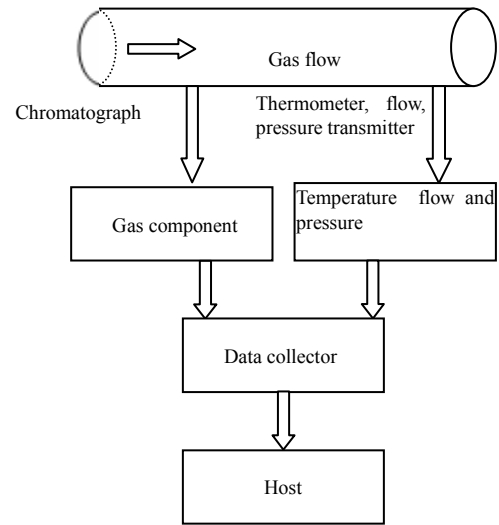 Gas flow
Chromatograph
Thermometer, flow,
pressure transmitter
Gas component
Temperature flow and
pressure
Data collector
Host